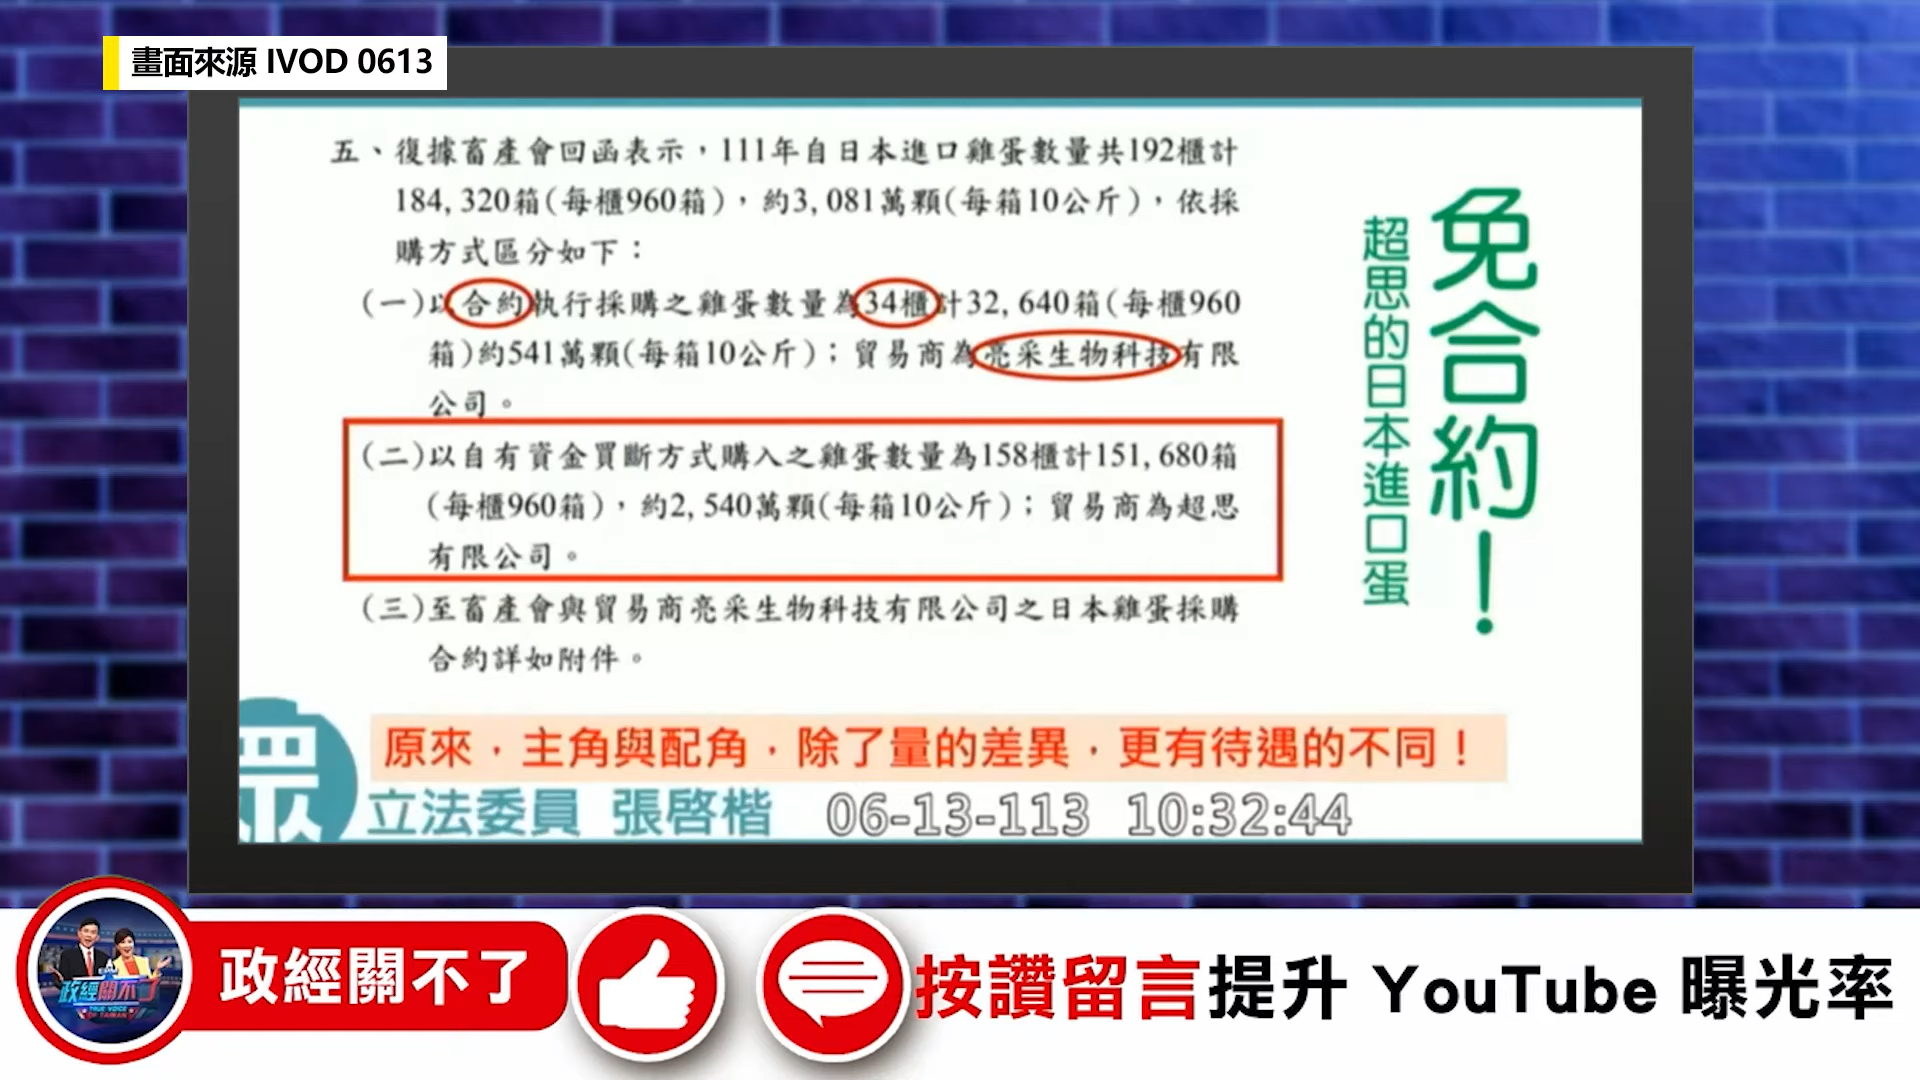 畫面來源 IVOD 0613
五、復據畜產會回函表示，111年自日本進口雞蛋數量共192櫃計
184,320箱(每櫃960箱)，約3,081萬顆(每箱10公斤)，依採
購方式區分如下：
(一)以合約執行採購之雞蛋數量為34櫃計32,640箱(每櫃960
箱)約541萬顆(每箱10公斤)；貿易商為亮采生物科技有限
公司。
(二)以自有資金買斷方式購入之雞蛋數量為158櫃計151,680箱
(每櫃960箱)，約2,540萬顆(每箱10公斤)；貿易商為超思
有限公司。
(三)至畜產會與貿易商亮采生物科技有限公司之日本雞蛋採購
合約詳如附件。
免合約！
超思的日本進口蛋
原來，主角與配角，除了量的差異，更有待遇的不同！
眾
立法委員 張啓楷 06-13-113 10:32:44
政經關不了
TRUE VOICE
OF TAIWAN
政經關不了
按讚留言提升 YouTube 曝光率